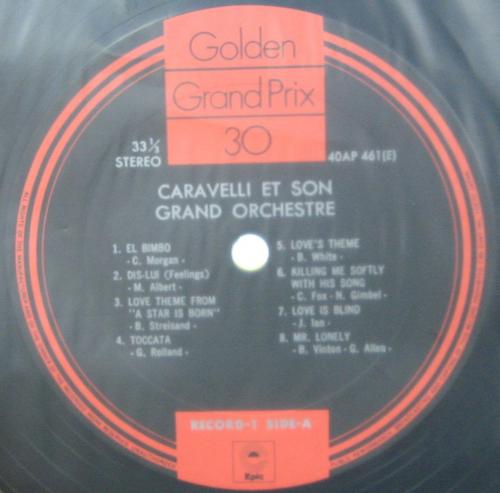 Golden
Grand Prix
30
33⅓
STEREO
40AP 461(E)
CARAVELLI ET SON
GRAND ORCHESTRE
1. EL BIMBO
- C. Morgan -
2. DIS-LUI (Feelings)
- M. Albert -
3. LOVE THEME FROM
"A STAR IS BORN"
- B. Streisand -
4. TOCCATA
- G. Rolland -
5. LOVE'S THEME
- B. White -
6. KILLING ME SOFTLY
WITH HIS SONG
- C. Fox - N. Gimbel -
7. LOVE IS BLIND
- J. Ian -
8. MR. LONELY
- B. Vinton - G. Allen -
RECORD-1 SIDE-A
Epic